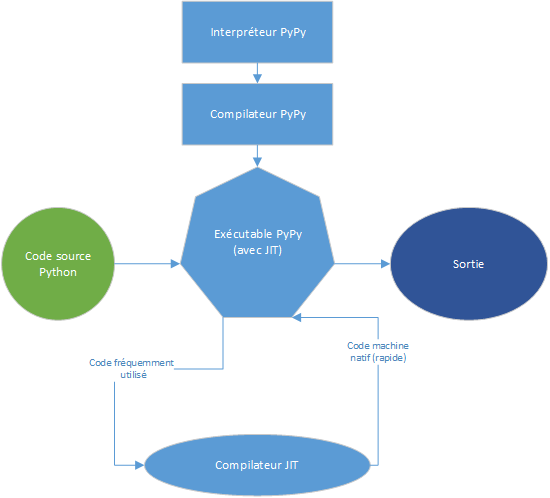 Interpréteur PyPy
Compilateur PyPy
Exécutable PyPy
(avec JIT)
Code source
Python
Sortie
Code fréquemment
utilisé
Code machine
natif (rapide)
Compilateur JIT